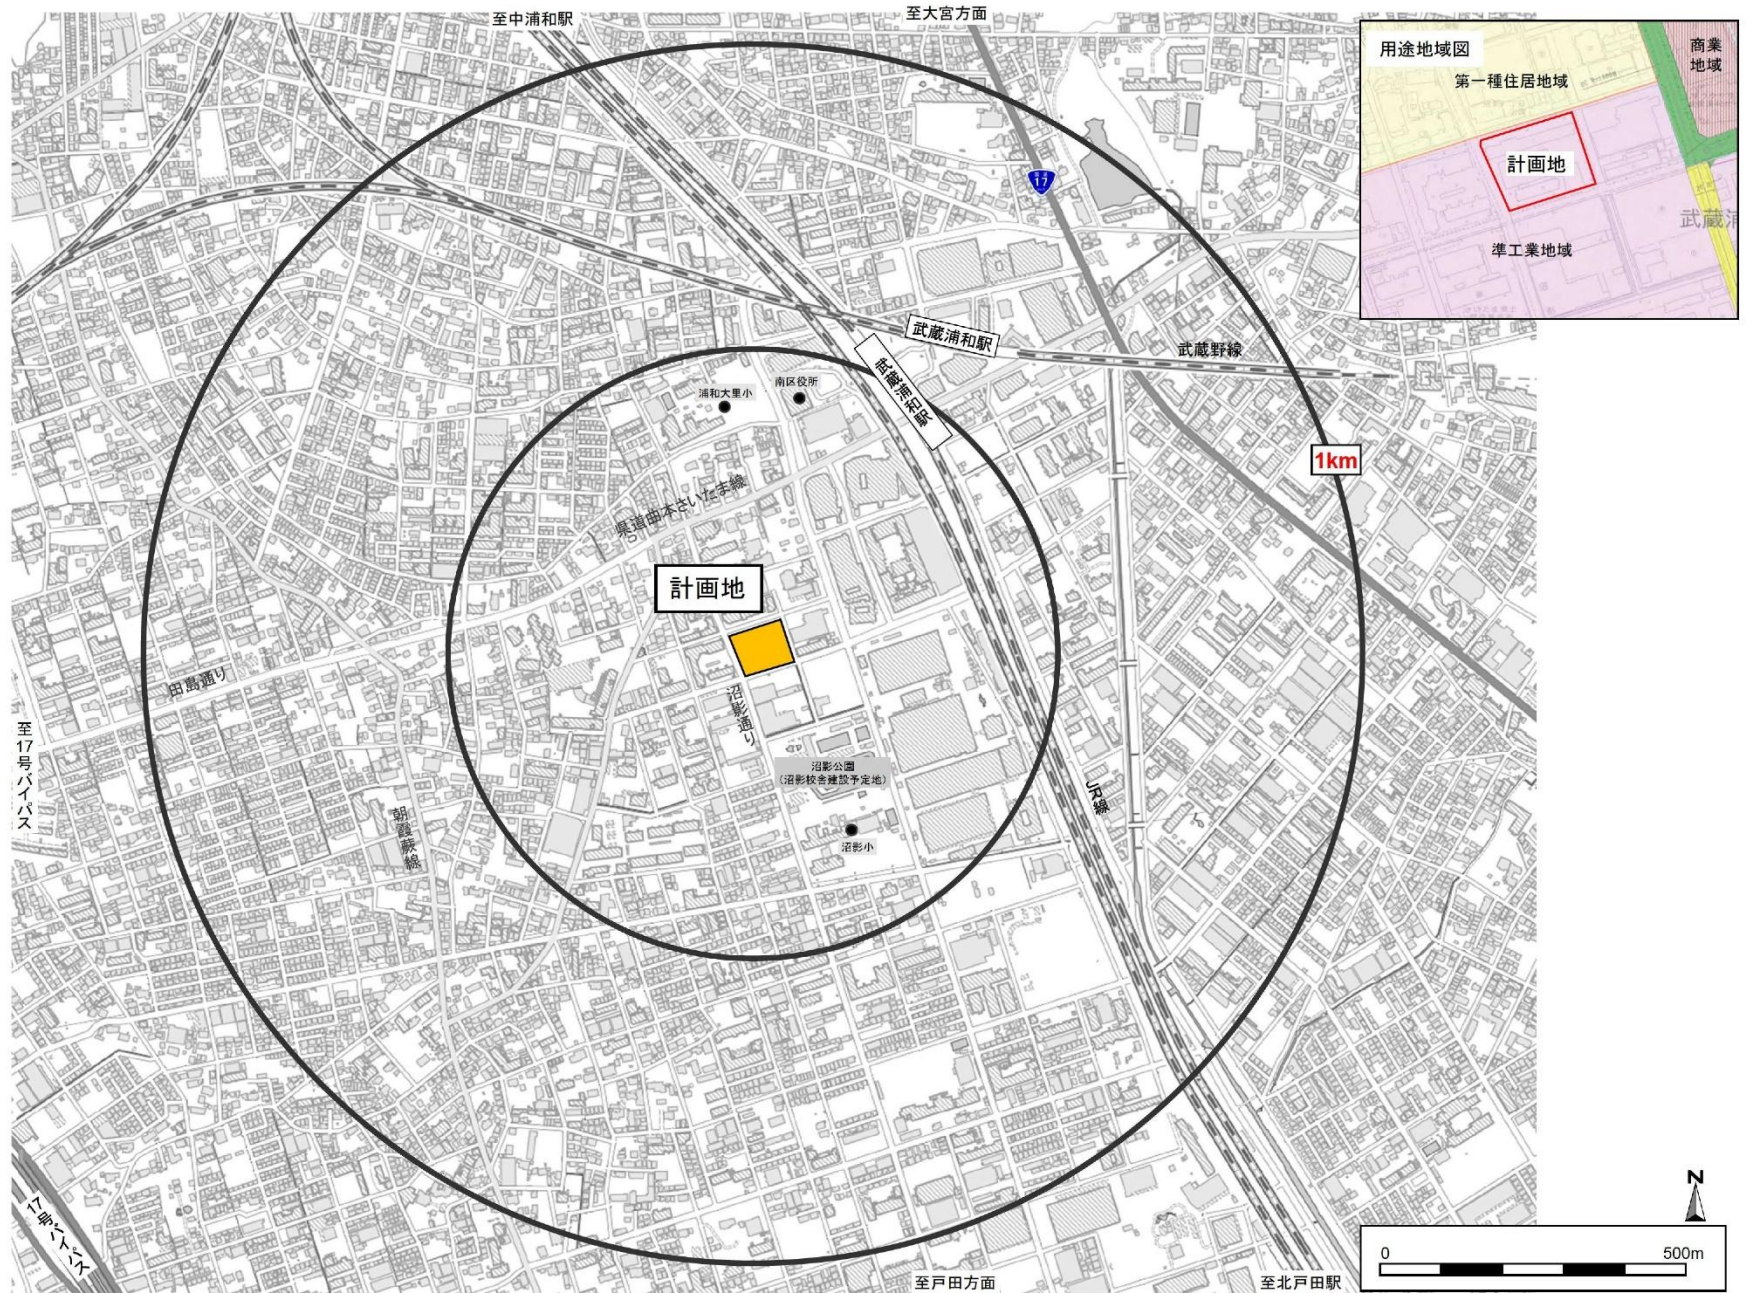 至中浦和駅
至大宮方面
用途地域図
商業
地域
第一種住居地域
計画地
武蔵浦
準工業地域
国道
17
武蔵浦和駅
武蔵野線
武蔵浦和駅
浦和大里小
南区役所
1km
県道曲本さいたま線
計画地
田島通り
沼影通り
至17号バイパス
沼影公園
（沼影校舎建設予定地）
JR線
朝霞蕨線
沼影小
17号バイパス
N
0
500m
至戸田方面
至北戸田駅